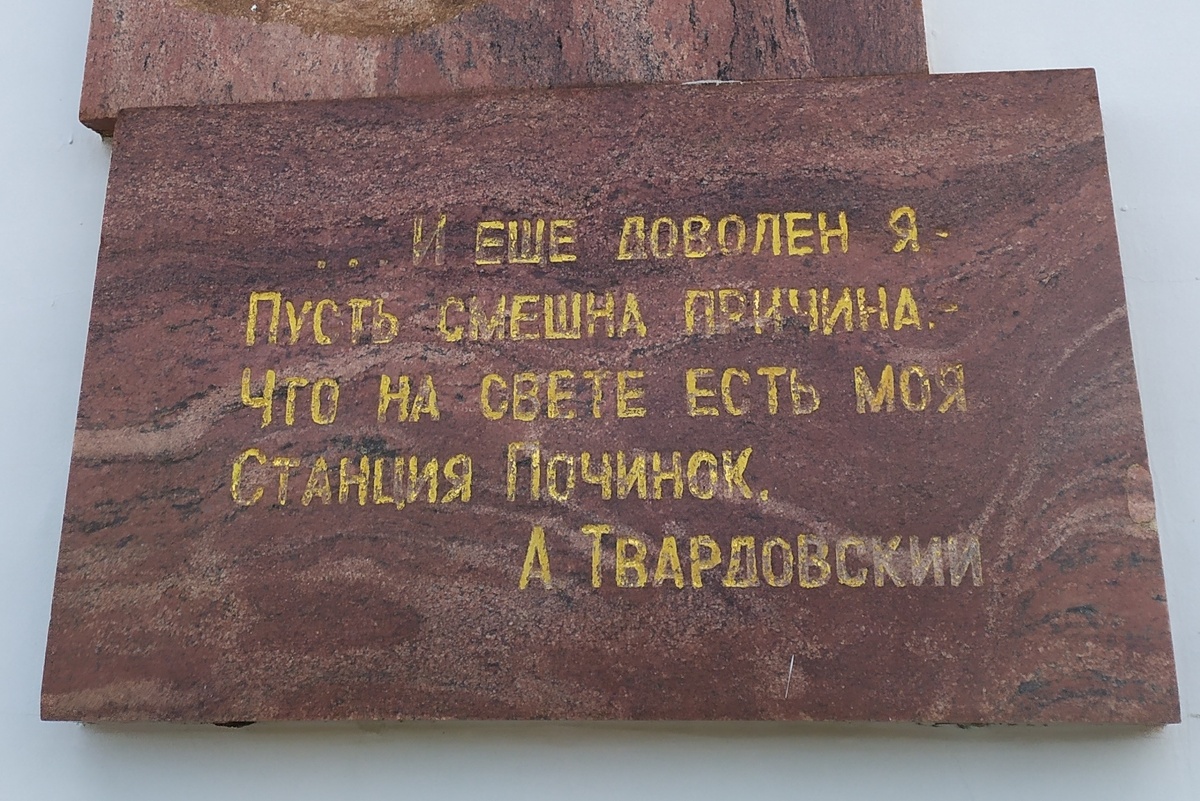 ... И ЕЩЕ ДОВОЛЕН Я-
ПУСТЬ СМЕШНА ПРИЧИНА.-
ЧТО НА СВЕТЕ ЕСТЬ МОЯ
СТАНЦИЯ ПОЧИНОК.
А ТВАРДОВСКИЙ